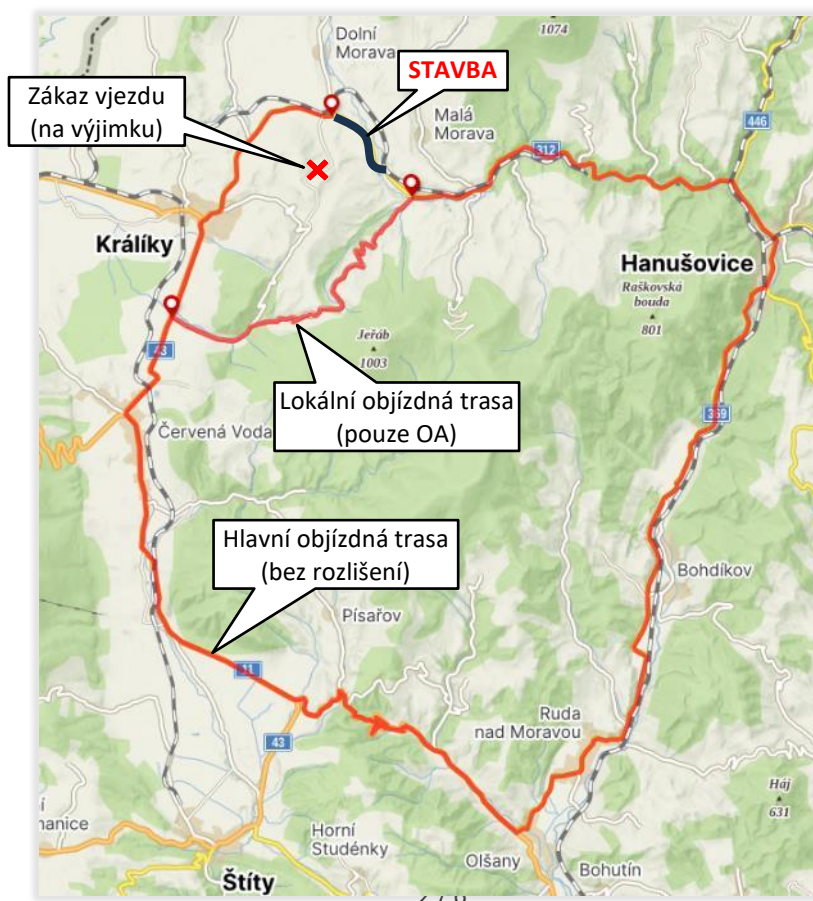 Dolní
Morava
1074
STAVBA
Zákaz vjezdu
(na výjimku)
Malá
Morava
446
312
Králíky
Hanušovice
Raškovská
bouda
801
Jeřáb
1003
43
Lokální objízdná trasa
(pouze OA)
369
Červená Voda
Hlavní objízdná trasa
(bez rozlišení)
Bohdíkov
Písařov
11
Ruda
nad Moravou
43
Háj
631
í
nanice
Horní
Studénky
Olšany
Bohutín
Štíty